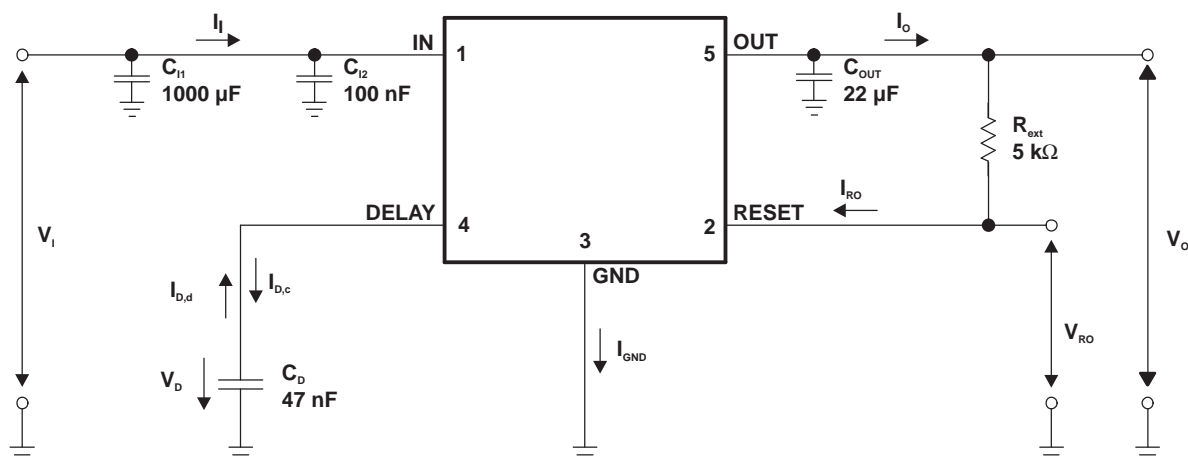 I_I
I_O
IN
1
5
OUT
C_I1
1000 µF
C_I2
100 nF
C_OUT
22 µF
R_ext
5 kΩ
I_RO
DELAY
4
2
RESET
3
GND
V_I
V_O
I_D,d
I_D,c
I_GND
V_RO
V_D
C_D
47 nF